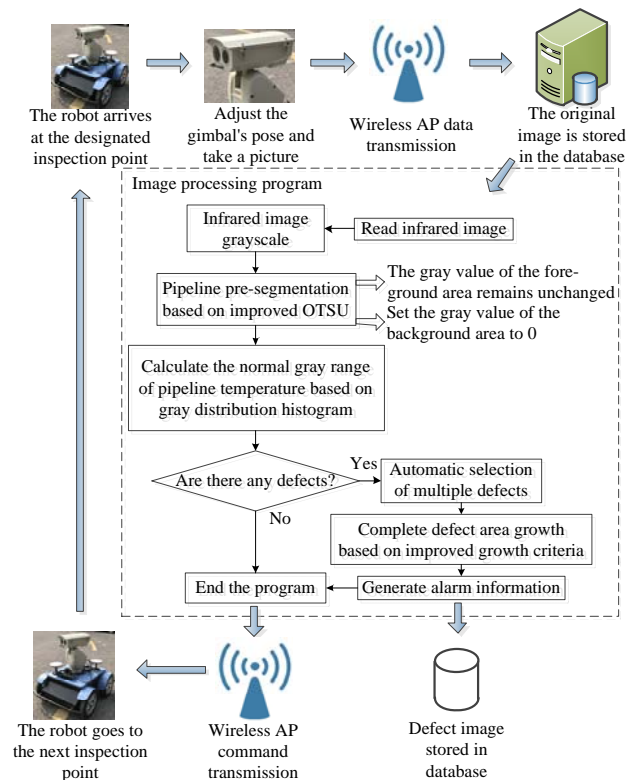 The robot arrives
at the designated
inspection point
Adjust the
gimbal's pose and
take a picture
Wireless AP data
transmission
The original
image is stored
in the database
Image processing program
Infrared image
grayscale
Read infrared image
Pipeline pre-segmentation
based on improved OTSU
The gray value of the fore-
ground area remains unchanged
Set the gray value of the
background area to 0
Calculate the normal gray range
of pipeline temperature based on
gray distribution histogram
Are there any defects?
Yes
No
Automatic selection
of multiple defects
Complete defect area growth
based on improved growth criteria
Generate alarm information
End the program
The robot goes to
the next inspection
point
Wireless AP
command
transmission
Defect image
stored in
database